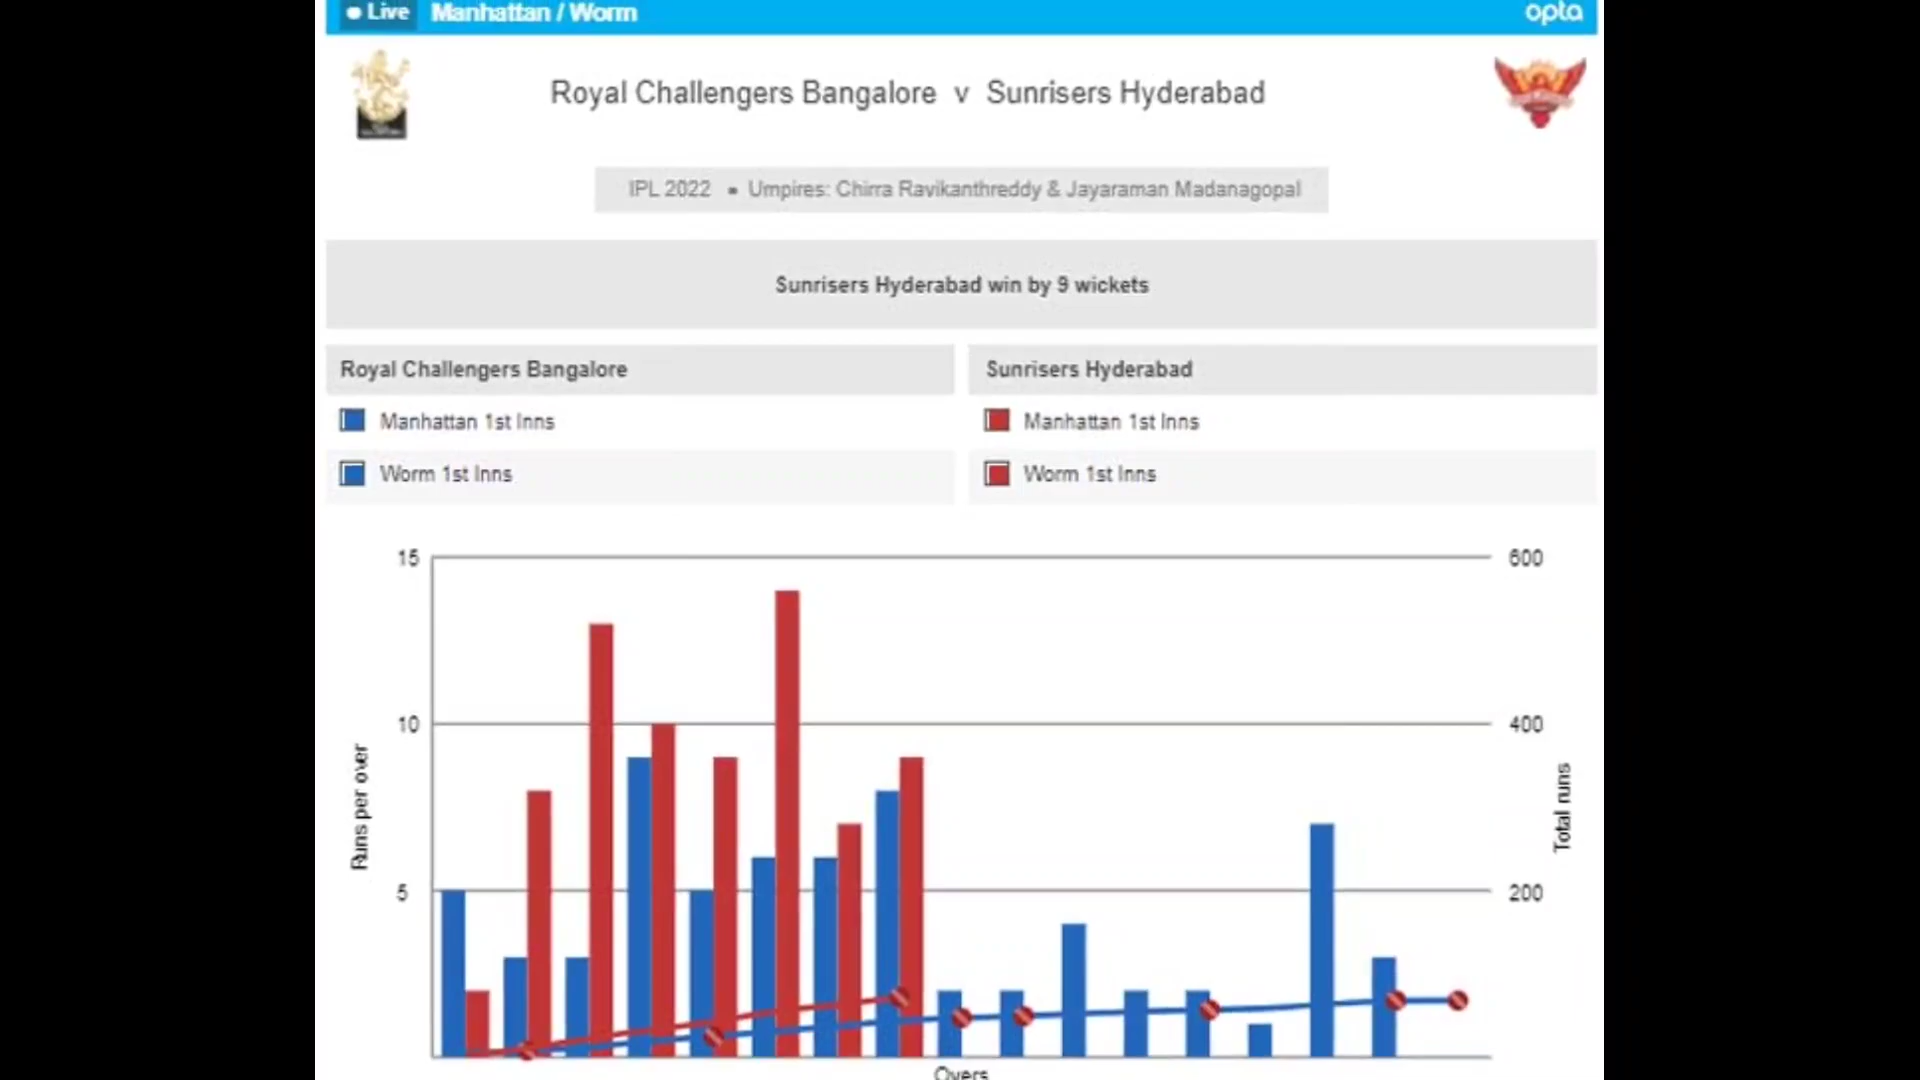 Live Manhattan / Worm opta
Royal Challengers Bangalore v Sunrisers Hyderabad
IPL 2022 • Umpires: Chirra Ravikanthreddy & Jayaraman Madanagopal
Sunrisers Hyderabad win by 9 wickets
Royal Challengers Bangalore
Manhattan 1st Inns
Worm 1st Inns
Sunrisers Hyderabad
Manhattan 1st Inns
Worm 1st Inns
15
10
5
Runs per over
600
400
200
Total runs
Overs